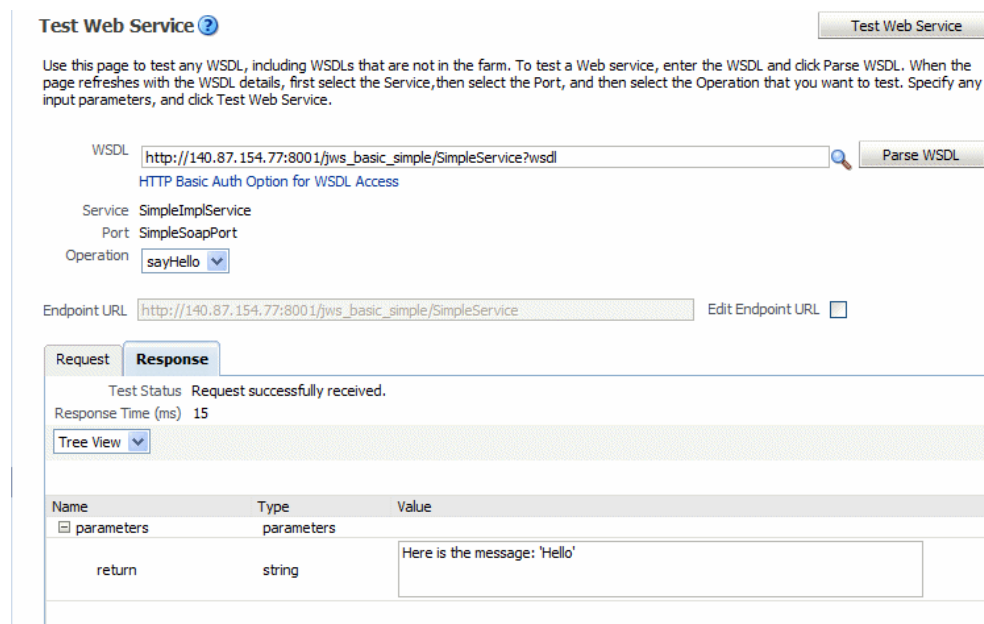 Test Web Service ?
Test Web Service
Use this page to test any WSDL, including WSDLs that are not in the farm. To test a Web service, enter the WSDL and click Parse WSDL. When the
page refreshes with the WSDL details, first select the Service,then select the Port, and then select the Operation that you want to test. Specify any
input parameters, and click Test Web Service.
WSDL http://140.87.154.77:8001/jws_basic_simple/SimpleService?wsdl Parse WSDL
HTTP Basic Auth Option for WSDL Access
Service SimpleImplService
Port SimpleSoapPort
Operation sayHello
Endpoint URL http://140.87.154.77:8001/jws_basic_simple/SimpleService Edit Endpoint URL
Request Response
Test Status Request successfully received.
Response Time (ms) 15
Tree View
Name Type Value
parameters parameters
return string Here is the message: 'Hello'